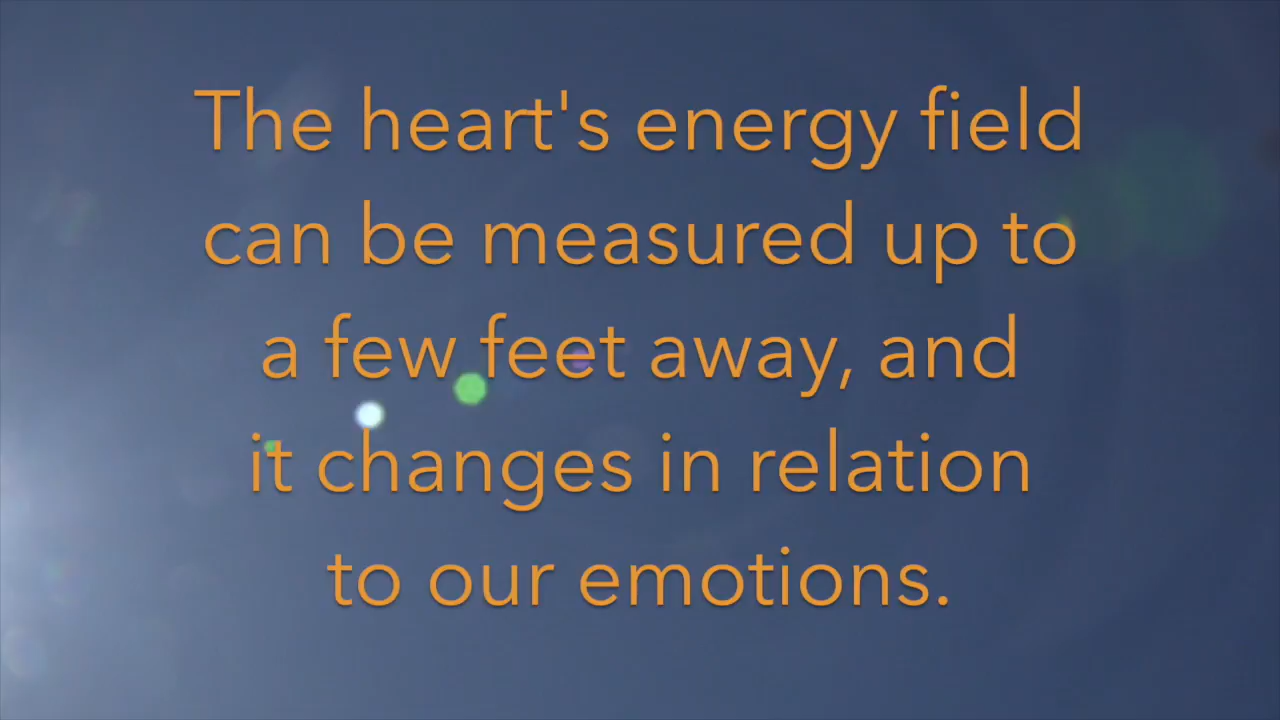 The heart's energy field
can be measured up to
a few feet away, and
it changes in relation
to our emotions.